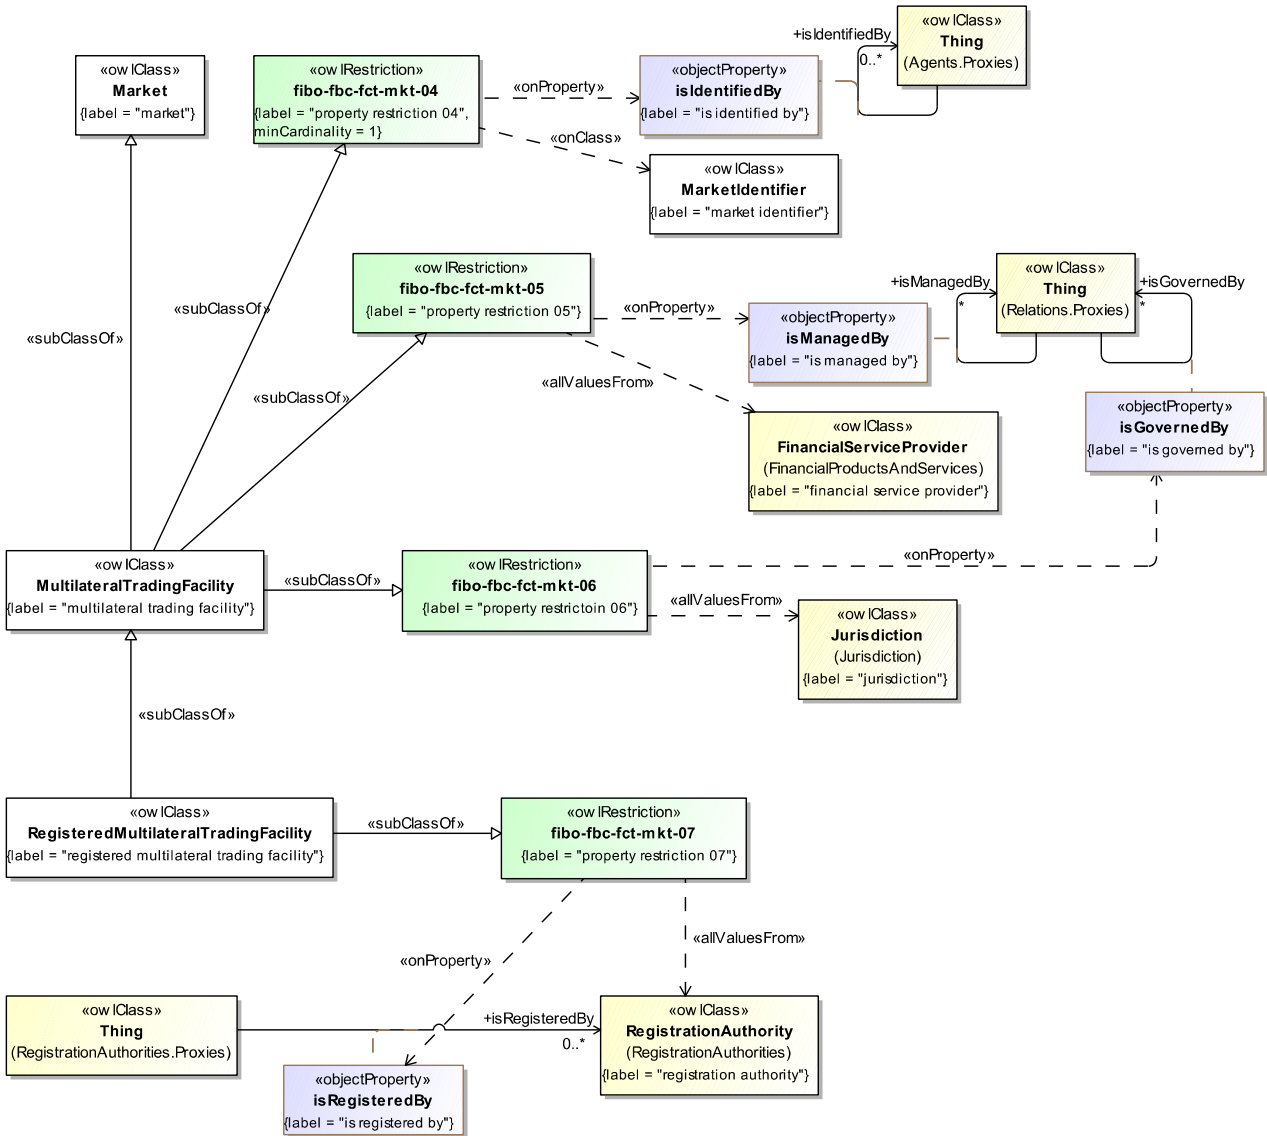 «owlClass»
Thing
(Agents.Proxies)
+isIdentifiedBy
0..*
«owlClass»
Market
{label = "market"}
«owlRestriction»
fibo-fbc-fct-mkt-04
{label = "property restriction 04",
minCardinality = 1}
«onProperty»
«objectProperty»
isIdentifiedBy
{label = "is identified by"}
«onClass»
«owlClass»
MarketIdentifier
{label = "market identifier"}
«subClassOf»
«subClassOf»
«owlRestriction»
fibo-fbc-fct-mkt-05
{label = "property restriction 05"}
«onProperty»
«objectProperty»
isManagedBy
{label = "is managed by"}
+isManagedBy
*
«owlClass»
Thing
(Relations.Proxies)
+isGovernedBy
*
«subClassOf»
«allValuesFrom»
«owlClass»
FinancialServiceProvider
(FinancialProductsAndServices)
{label = "financial service provider"}
«objectProperty»
isGovernedBy
{label = "is governed by"}
«owlClass»
MultilateralTradingFacility
{label = "multilateral trading facility"}
«subClassOf»
«owlRestriction»
fibo-fbc-fct-mkt-06
{label = "property restrictoin 06"}
«onProperty»
«allValuesFrom»
«owlClass»
Jurisdiction
(Jurisdiction)
{label = "jurisdiction"}
«subClassOf»
«owlClass»
RegisteredMultilateralTradingFacility
{label = "registered multilateral trading facility"}
«subClassOf»
«owlRestriction»
fibo-fbc-fct-mkt-07
{label = "property restriction 07"}
«onProperty»
«allValuesFrom»
«owlClass»
Thing
(RegistrationAuthorities.Proxies)
+isRegisteredBy
0..*
«owlClass»
RegistrationAuthority
(RegistrationAuthorities)
{label = "registration authority"}
«objectProperty»
isRegisteredBy
{label = "is registered by"}